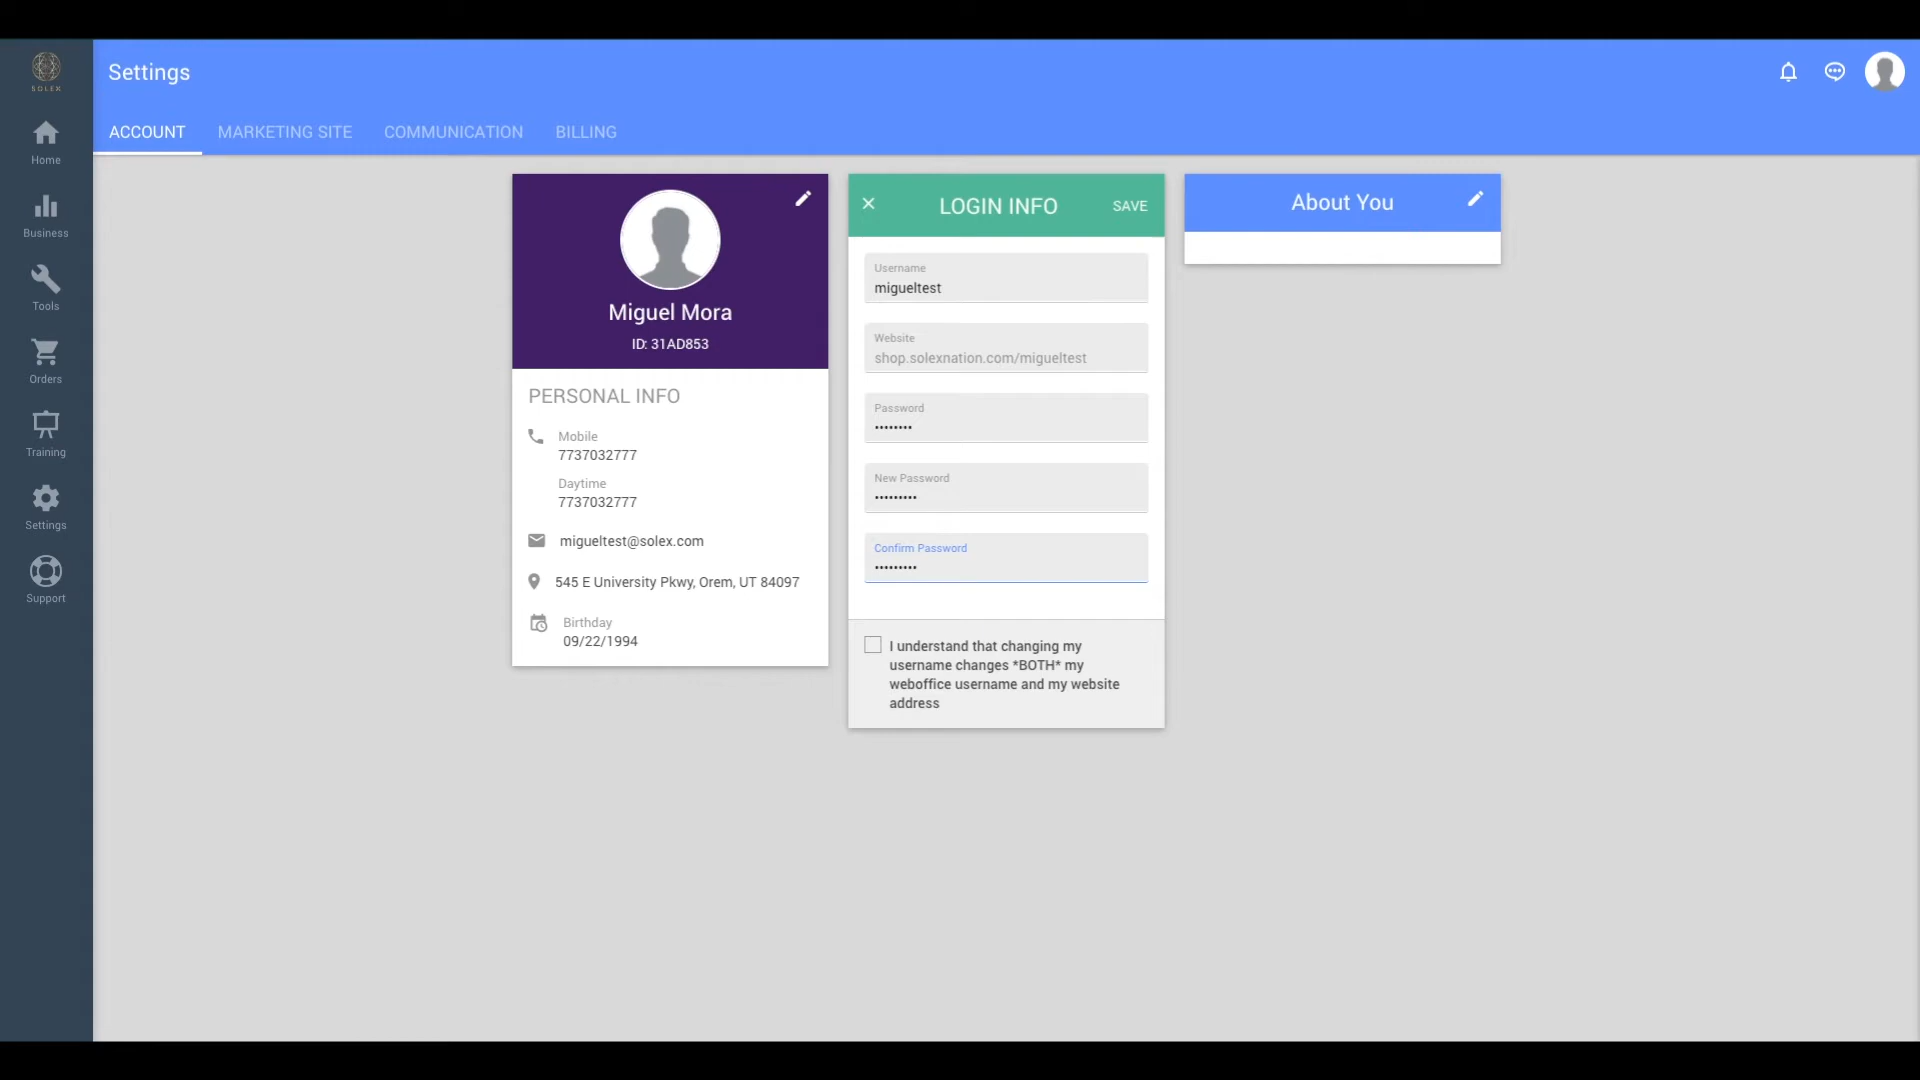 SOLEX
Settings
ACCOUNT MARKETING SITE COMMUNICATION BILLING
Home
Business
Tools
Orders
Training
Settings
Support
Miguel Mora
ID: 31AD853
PERSONAL INFO
Mobile
7737032777
Daytime
7737032777
migueltest@solex.com
545 E University Pkwy, Orem, UT 84097
Birthday
09/22/1994
LOGIN INFO SAVE
Username
migueltest
Website
shop.solexnation.com/migueltest
Password
••••••••
New Password
•••••••••
Confirm Password
•••••••••
I understand that changing my
username changes *BOTH* my
weboffice username and my website
address
About You